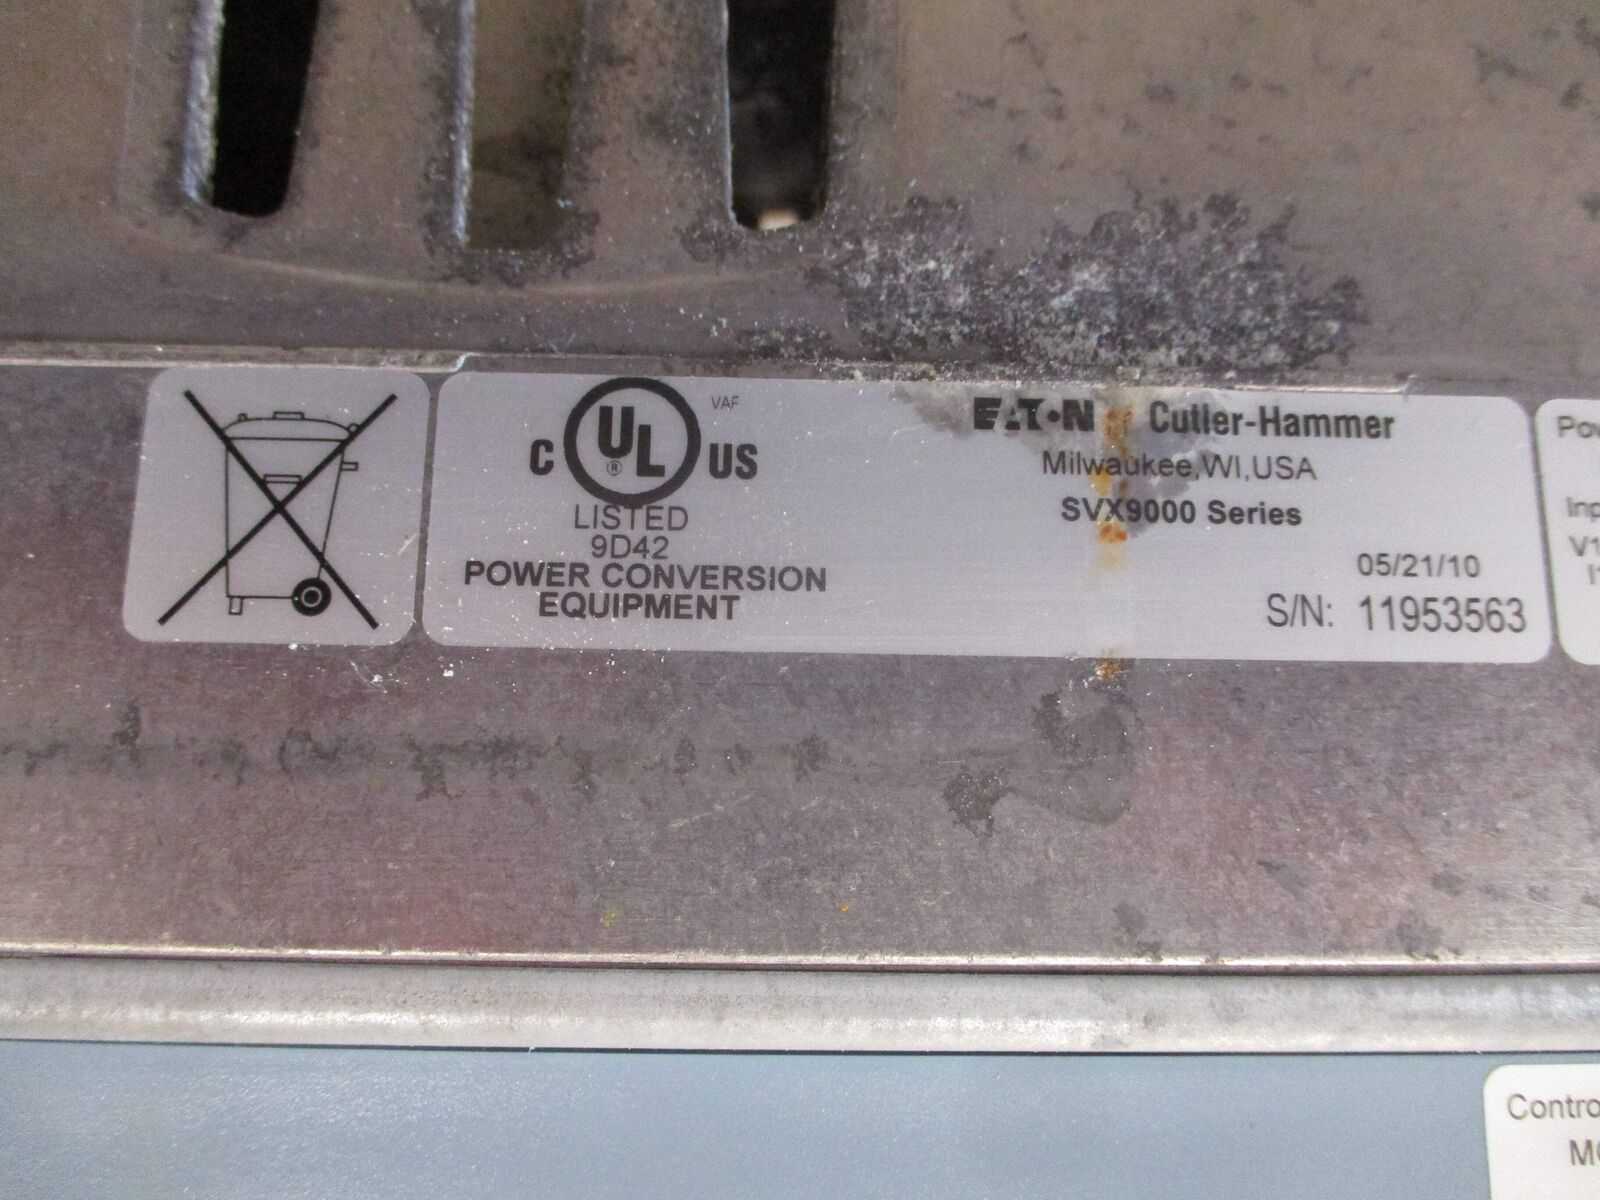 C UL ® US VAF
LISTED
9D42
POWER CONVERSION
EQUIPMENT
EATON Cutler-Hammer
Milwaukee,WI,USA
SVX9000 Series
05/21/10
S/N: 11953563